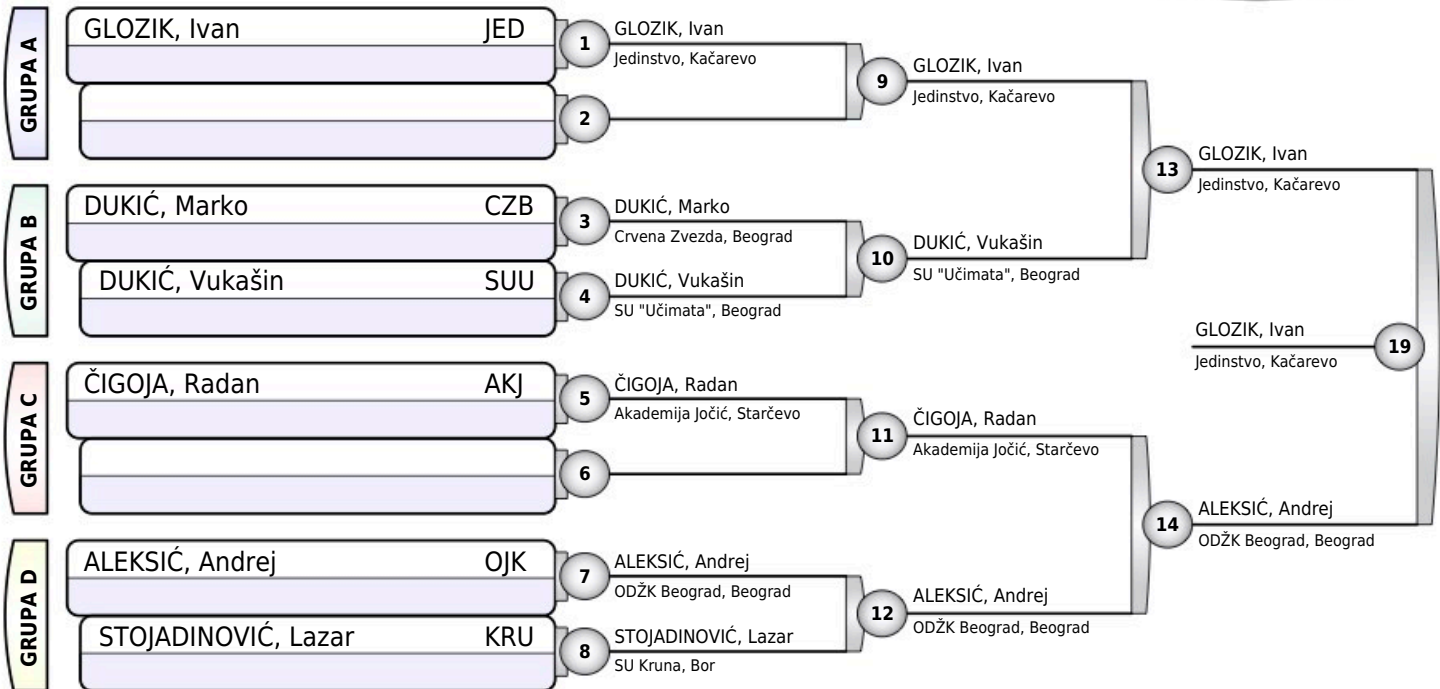 GRUPA A
GLOZIK, Ivan JED
1
GLOZIK, Ivan
Jedinstvo, Kačarevo
2
9
GLOZIK, Ivan
Jedinstvo, Kačarevo
GRUPA B
DUKIĆ, Marko CZB
DUKIĆ, Vukašin SUU
3
DUKIĆ, Marko
Crvena Zvezda, Beograd
4
DUKIĆ, Vukašin
SU "Učimata", Beograd
10
DUKIĆ, Vukašin
SU "Učimata", Beograd
13
GLOZIK, Ivan
Jedinstvo, Kačarevo
GRUPA C
ČIGOJA, Radan AKJ
5
ČIGOJA, Radan
Akademija Jočić, Starčevo
6
11
ČIGOJA, Radan
Akademija Jočić, Starčevo
GRUPA D
ALEKSIĆ, Andrej OJK
STOJADINOVIĆ, Lazar KRU
7
ALEKSIĆ, Andrej
ODŽK Beograd, Beograd
8
STOJADINOVIĆ, Lazar
SU Kruna, Bor
12
ALEKSIĆ, Andrej
ODŽK Beograd, Beograd
14
ALEKSIĆ, Andrej
ODŽK Beograd, Beograd
GLOZIK, Ivan
Jedinstvo, Kačarevo
19